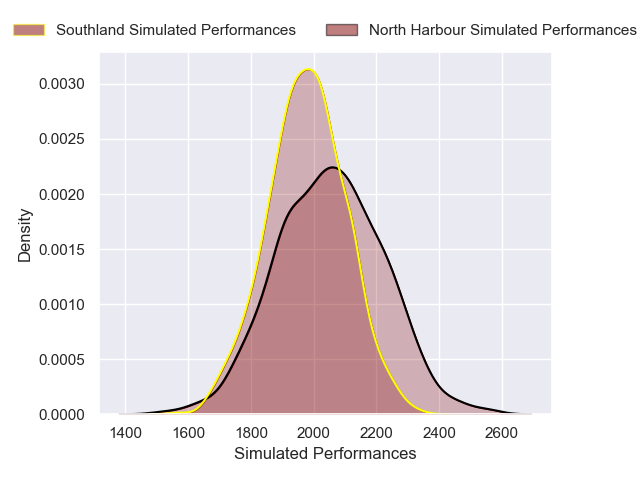 Southland Simulated Performances North Harbour Simulated Performances
0.0030
0.0025
0.0020
0.0015
0.0010
0.0005
0.0000
Density
1400 1600 1800 2000 2200 2400 2600
Simulated Performances